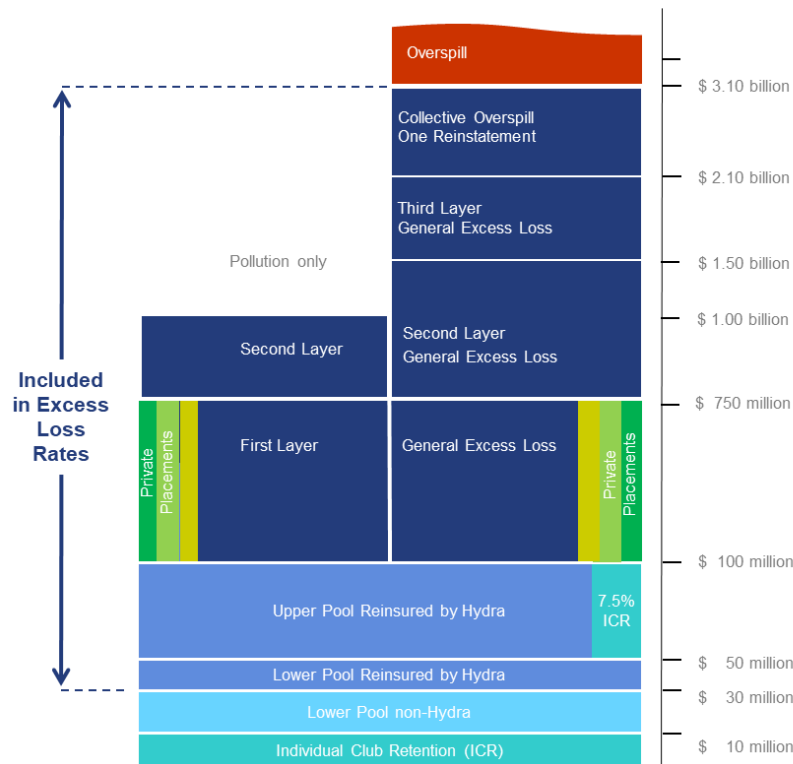 Overspill
$ 3.10 billion
Collective Overspill
One Reinstatement
$ 2.10 billion
Third Layer
General Excess Loss
Pollution only
$ 1.50 billion
$ 1.00 billion
Second Layer
Second Layer
General Excess Loss
Included
in Excess
Loss
Rates
$ 750 million
Private
Placements
First Layer
General Excess Loss
Private
Placements
$ 100 million
Upper Pool Reinsured by Hydra
7.5%
ICR
$ 50 million
Lower Pool Reinsured by Hydra
$ 30 million
Lower Pool non-Hydra
$ 10 million
Individual Club Retention (ICR)